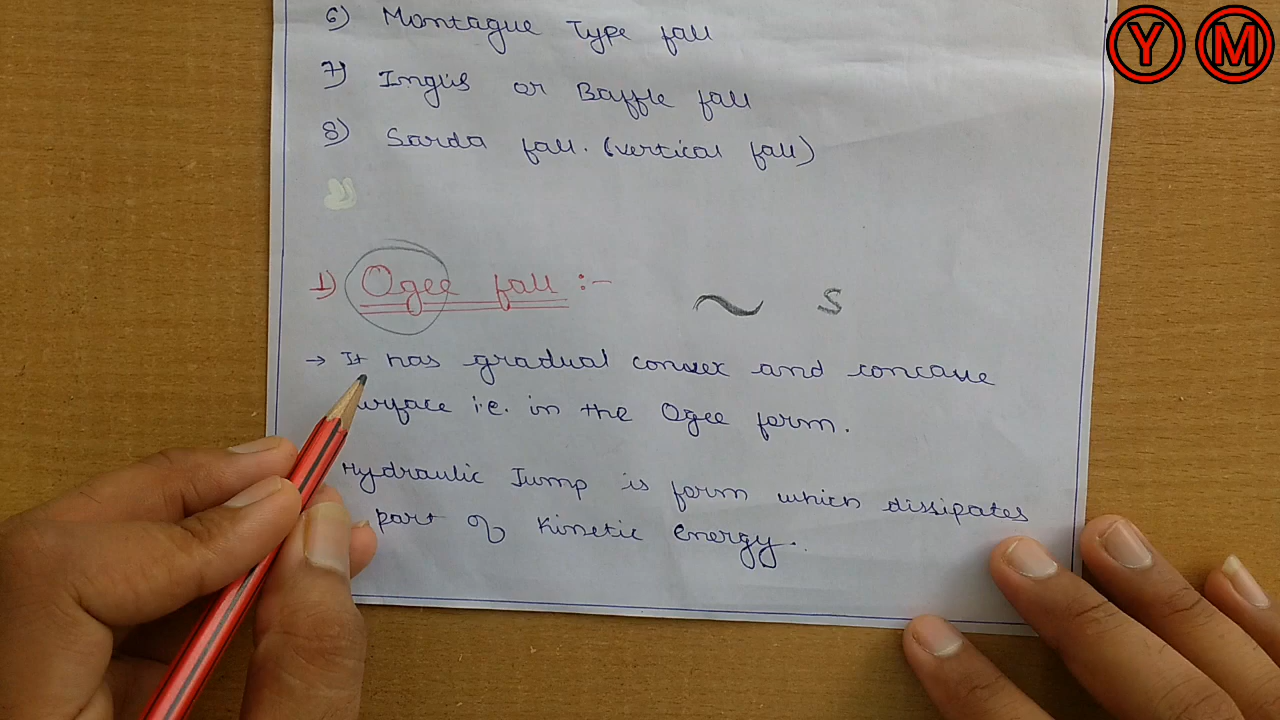 Y M
6) Montague Type fall
7) Inglis or Baffle fall
8) Sarda fall. (vertical fall)
1) Ogee fall :-
~ S
→ It has gradual convex and concave
urface i.e. in the Ogee form.
Hydraulic Jump is form which dissipates
part of Kinetic Energy.